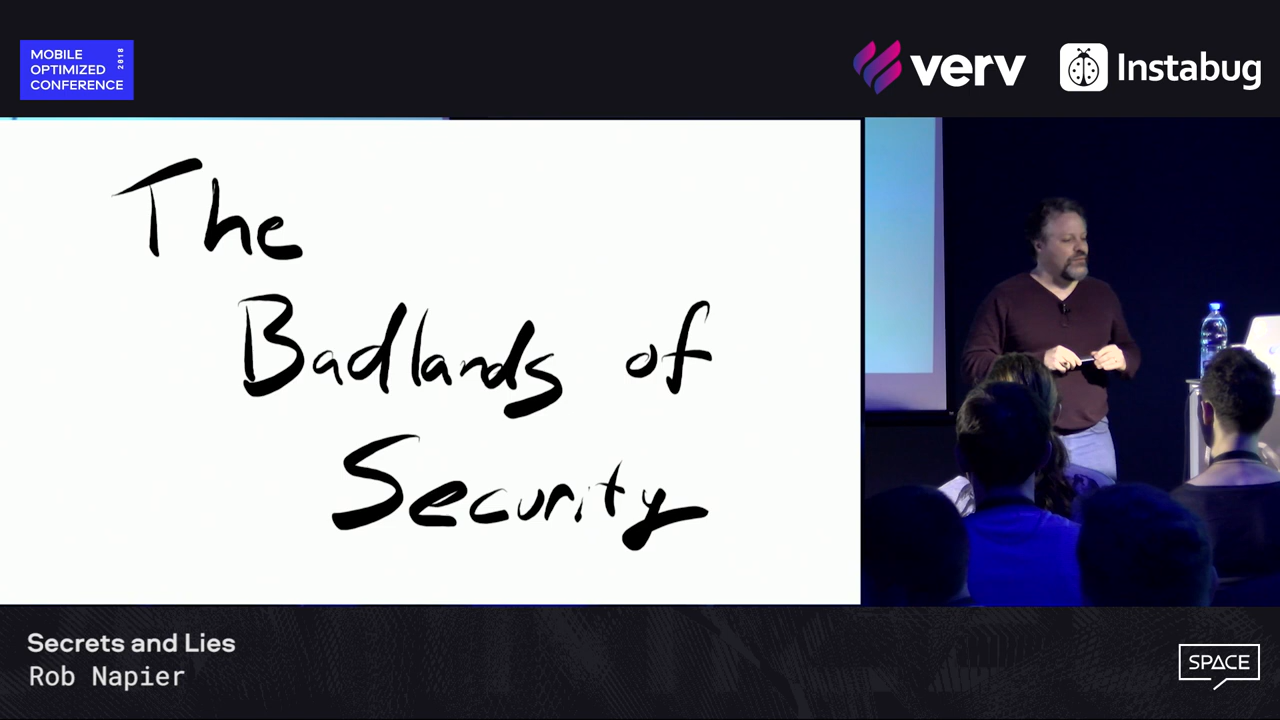 MOBILE
OPTIMIZED
CONFERENCE
2018
verv
Instabug
The
Badlands of
Security
Secrets and Lies
Rob Napier
SPACE